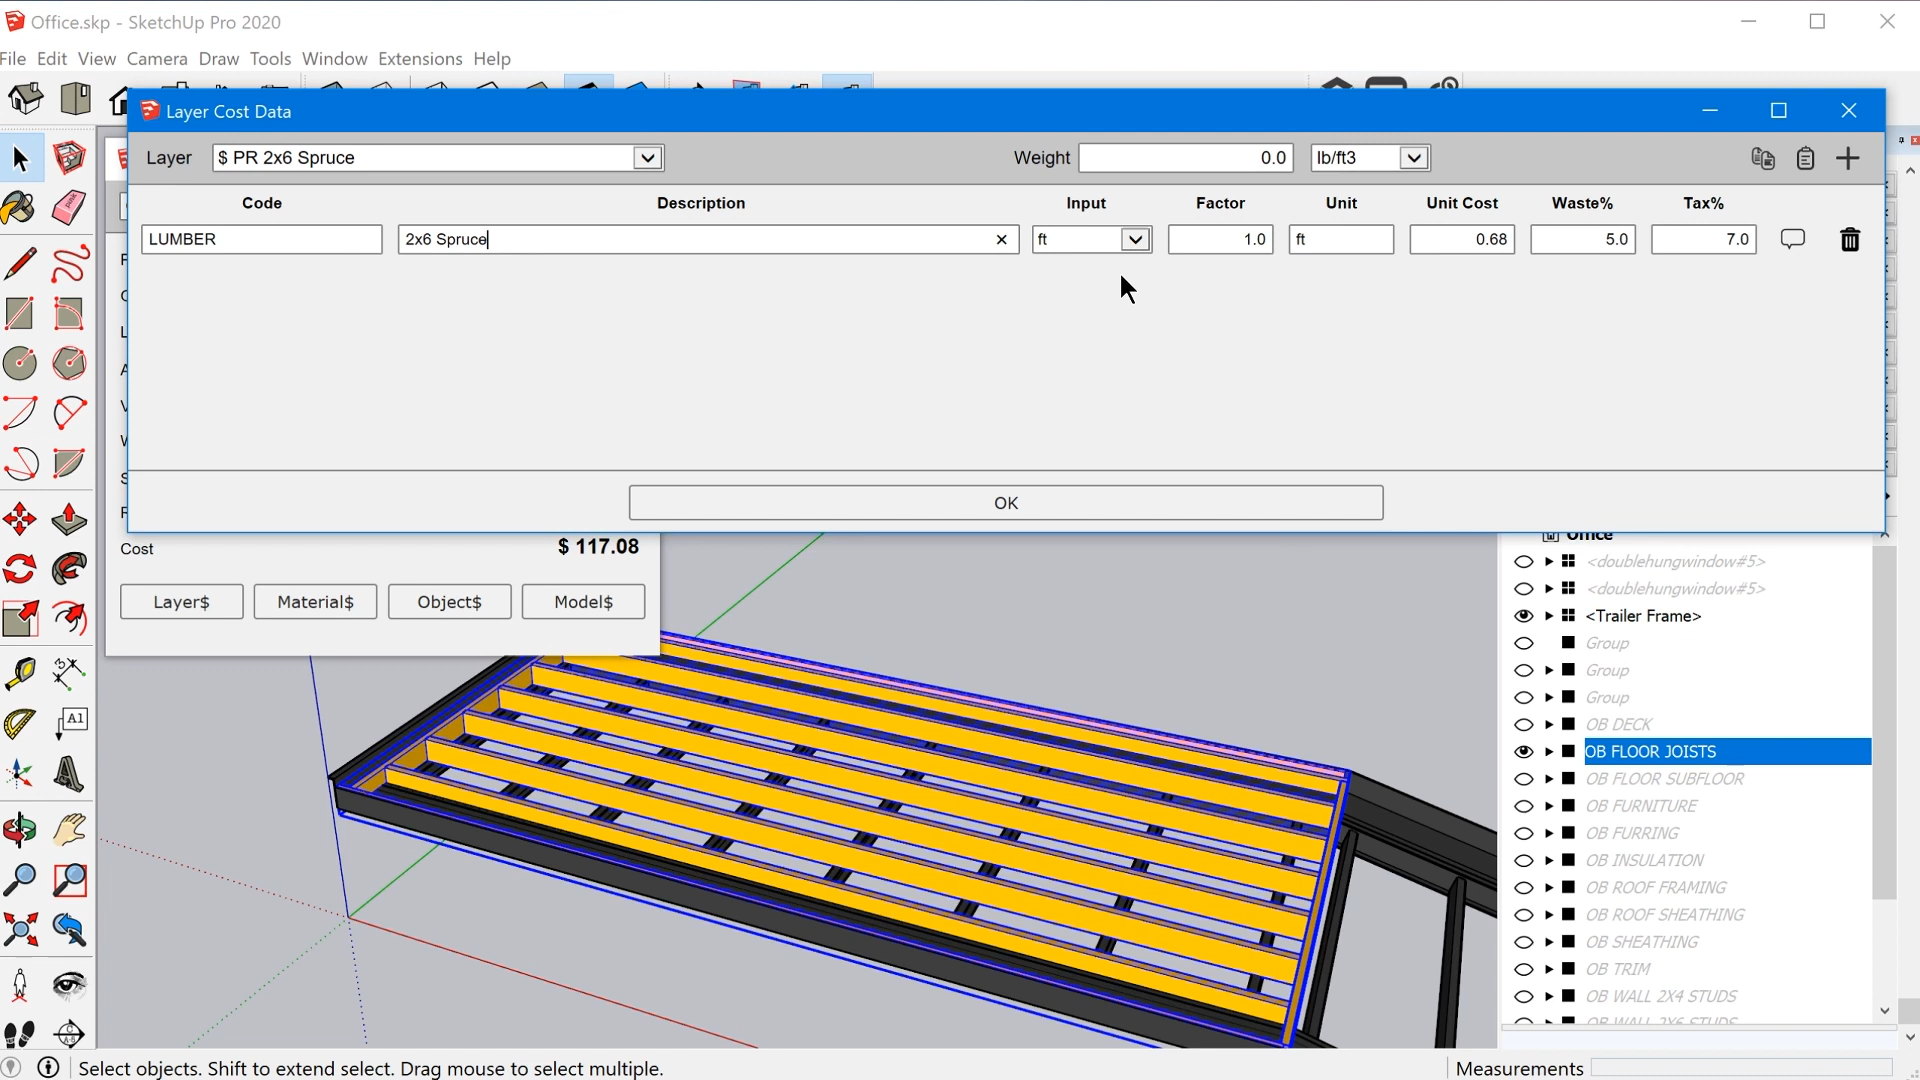 Office.skp - SketchUp Pro 2020
File Edit View Camera Draw Tools Window Extensions Help
Layer Cost Data
Layer $ PR 2x6 Spruce Weight 0.0 lb/ft3
Code Description Input Factor Unit Unit Cost Waste% Tax%
LUMBER 2x6 Spruce ft 1.0 ft 0.68 5.0 7.0
OK
Cost $ 117.08
Layer$ Material$ Object$ Model$
Office
<doublehungwindow#5>
<doublehungwindow#5>
<Trailer Frame>
Group
Group
Group
OB DECK
OB FLOOR JOISTS
OB FLOOR SUBFLOOR
OB FURNITURE
OB FURRING
OB INSULATION
OB ROOF FRAMING
OB ROOF SHEATHING
OB SHEATHING
OB TRIM
OB WALL 2X4 STUDS
OB WALL 2X6 STUDS
A1
Select objects. Shift to extend select. Drag mouse to select multiple.
Measurements